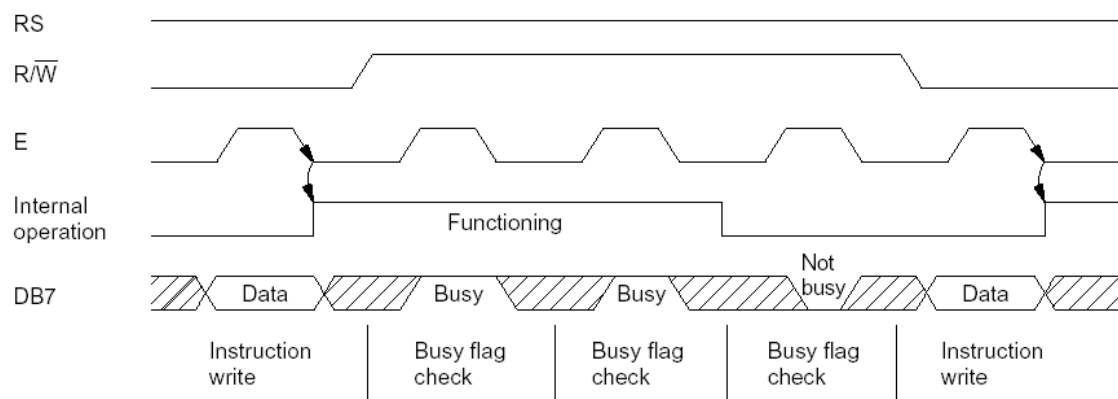 RS
R/W̅
E
Internal
operation
Functioning
DB7
Data
Busy
Busy
Not
busy
Data
Instruction
write
Busy flag
check
Busy flag
check
Busy flag
check
Instruction
write